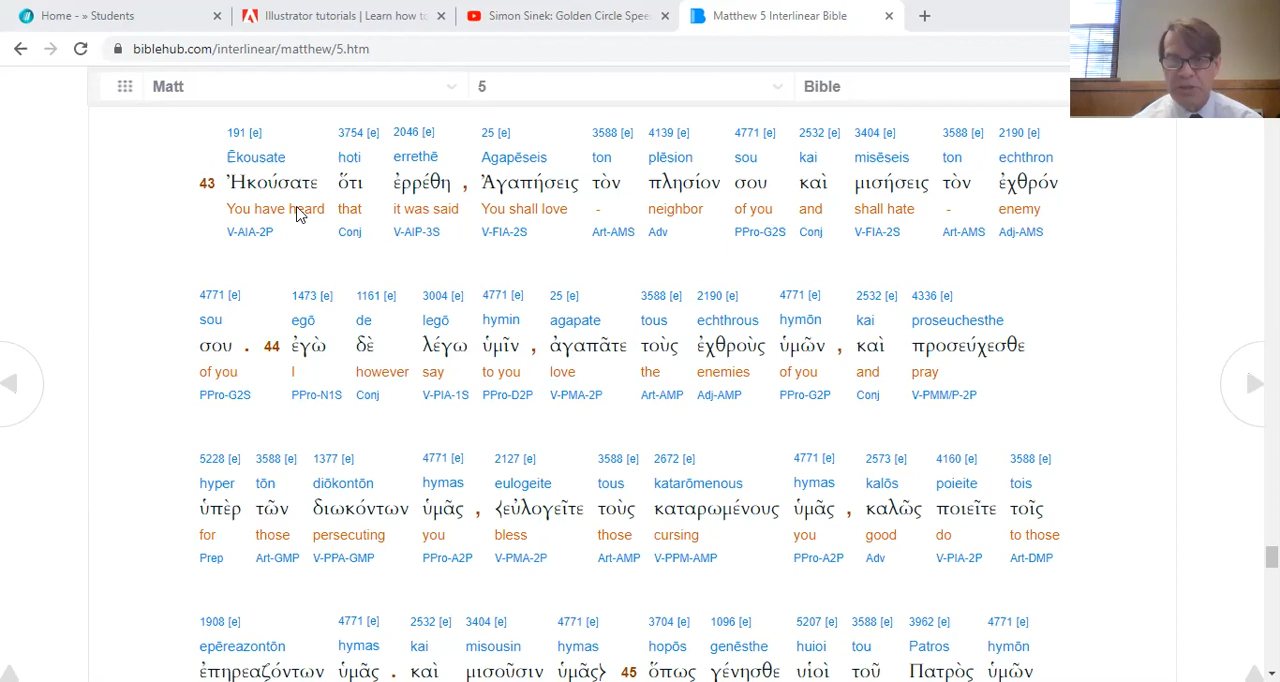 Home - » Students
Illustrator tutorials | Learn how to
Simon Sinek: Golden Circle Spee
Matthew 5 Interlinear Bible
biblehub.com/interlinear/matthew/5.htm
Matt 5 Bible
191 [e] 3754 [e] 2046 [e] 25 [e] 3588 [e] 4139 [e] 4771 [e] 2532 [e] 3404 [e] 3588 [e] 2190 [e]
Ēkousate hoti errethē Agapēseis ton plēsion sou kai misēseis ton echthron
43 Ἠκούσατε ὅτι ἐρρέθη , Ἀγαπήσεις τὸν πλησίον σου καὶ μισήσεις τὸν ἐχθρόν
You have heard that it was said You shall love - neighbor of you and shall hate - enemy
V-AIA-2P Conj V-AIP-3S V-FIA-2S Art-AMS Adv PPro-G2S Conj V-FIA-2S Art-AMS Adj-AMS
4771 [e] 1473 [e] 1161 [e] 3004 [e] 4771 [e] 25 [e] 3588 [e] 2190 [e] 4771 [e] 2532 [e] 4336 [e]
sou egō de legō hymin agapate tous echthrous hymōn kai proseuchesthe
σου . 44 ἐγὼ δὲ λέγω ὑμῖν , ἀγαπᾶτε τοὺς ἐχθροὺς ὑμῶν , καὶ προσεύχεσθε
of you I however say to you love the enemies of you and pray
PPro-G2S PPro-N1S Conj V-PIA-1S PPro-D2P V-PMA-2P Art-AMP Adj-AMP PPro-G2P Conj V-PMM/P-2P
5228 [e] 3588 [e] 1377 [e] 4771 [e] 2127 [e] 3588 [e] 2672 [e] 4771 [e] 2573 [e] 4160 [e] 3588 [e]
hyper tōn diōkontōn hymas eulogeite tous katarōmenous hymas kalōs poieite tois
ὑπὲρ τῶν διωκόντων ὑμᾶς , ⟨εὐλογεῖτε τοὺς καταρωμένους ὑμᾶς , καλῶς ποιεῖτε τοῖς
for those persecuting you bless those cursing you good do to those
Prep Art-GMP V-PPA-GMP PPro-A2P V-PMA-2P Art-AMP V-PPM-AMP PPro-A2P Adv V-PIA-2P Art-DMP
1908 [e] 4771 [e] 2532 [e] 3404 [e] 4771 [e] 3704 [e] 1096 [e] 5207 [e] 3588 [e] 3962 [e] 4771 [e]
epēreazontōn hymas kai misousin hymas hopōs genēsthe huioi tou Patros hymōn
ἐπηρεαζόντων ὑμᾶς . καὶ μισοῦσιν ὑμᾶς⟩ 45 ὅπως γένησθε υἱοὶ τοῦ Πατρὸς ὑμῶν